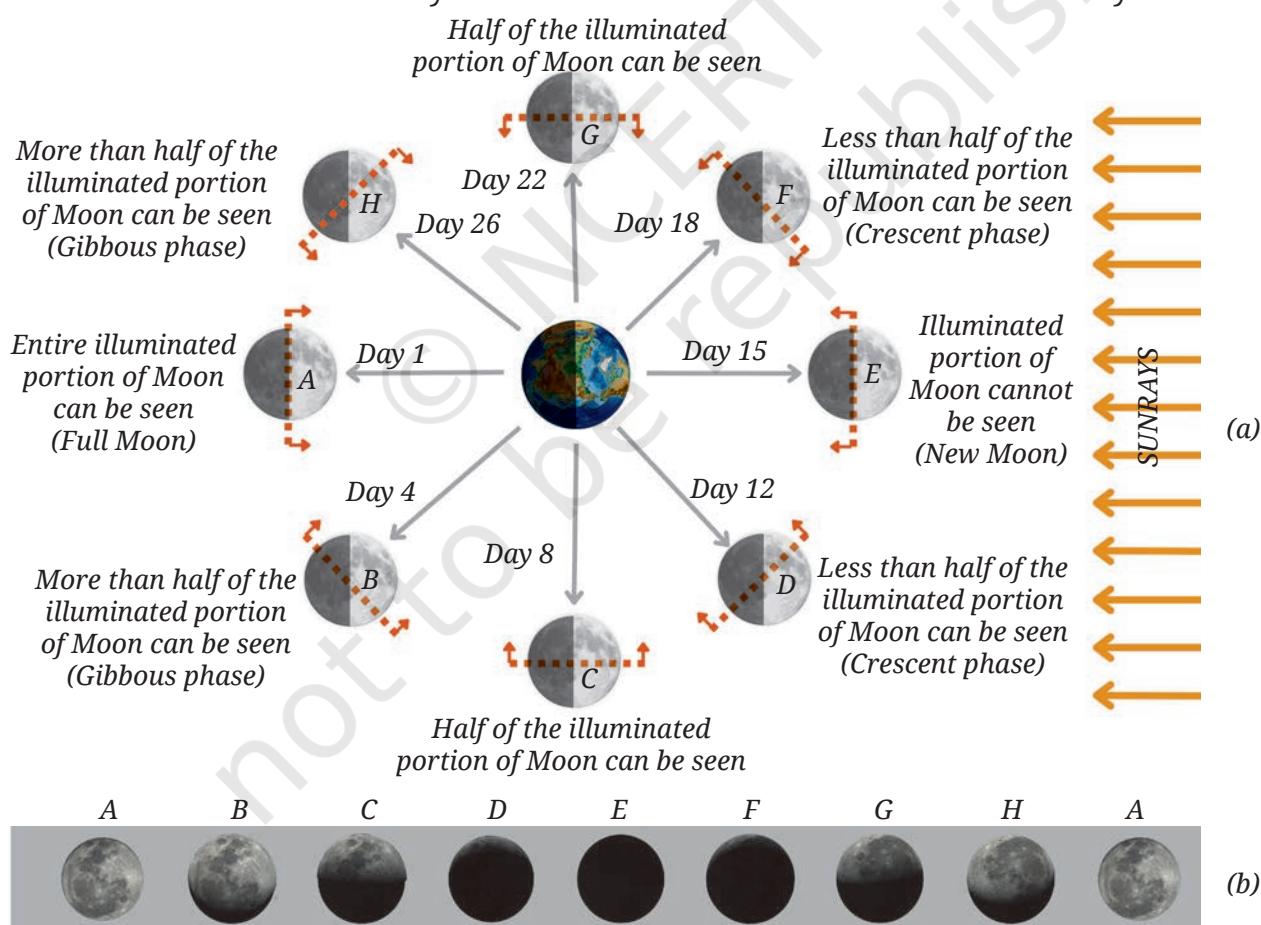 Half of the illuminated
portion of Moon can be seen
G
Day 22
More than half of the
illuminated portion
of Moon can be seen
(Gibbous phase)
H
Day 26
Less than half of the
illuminated portion
of Moon can be seen
(Crescent phase)
F
Day 18
Entire illuminated
portion of Moon
can be seen
(Full Moon)
A
Day 1
Day 15
E
Illuminated
portion of
Moon cannot
be seen
(New Moon)
SUNRAYS
(a)
Day 4
B
More than half of the
illuminated portion
of Moon can be seen
(Gibbous phase)
Day 8
C
Half of the illuminated
portion of Moon can be seen
Day 12
D
Less than half of the
illuminated portion
of Moon can be seen
(Crescent phase)
A B C D E F G H A
(b)
© NCERT
not to be republis